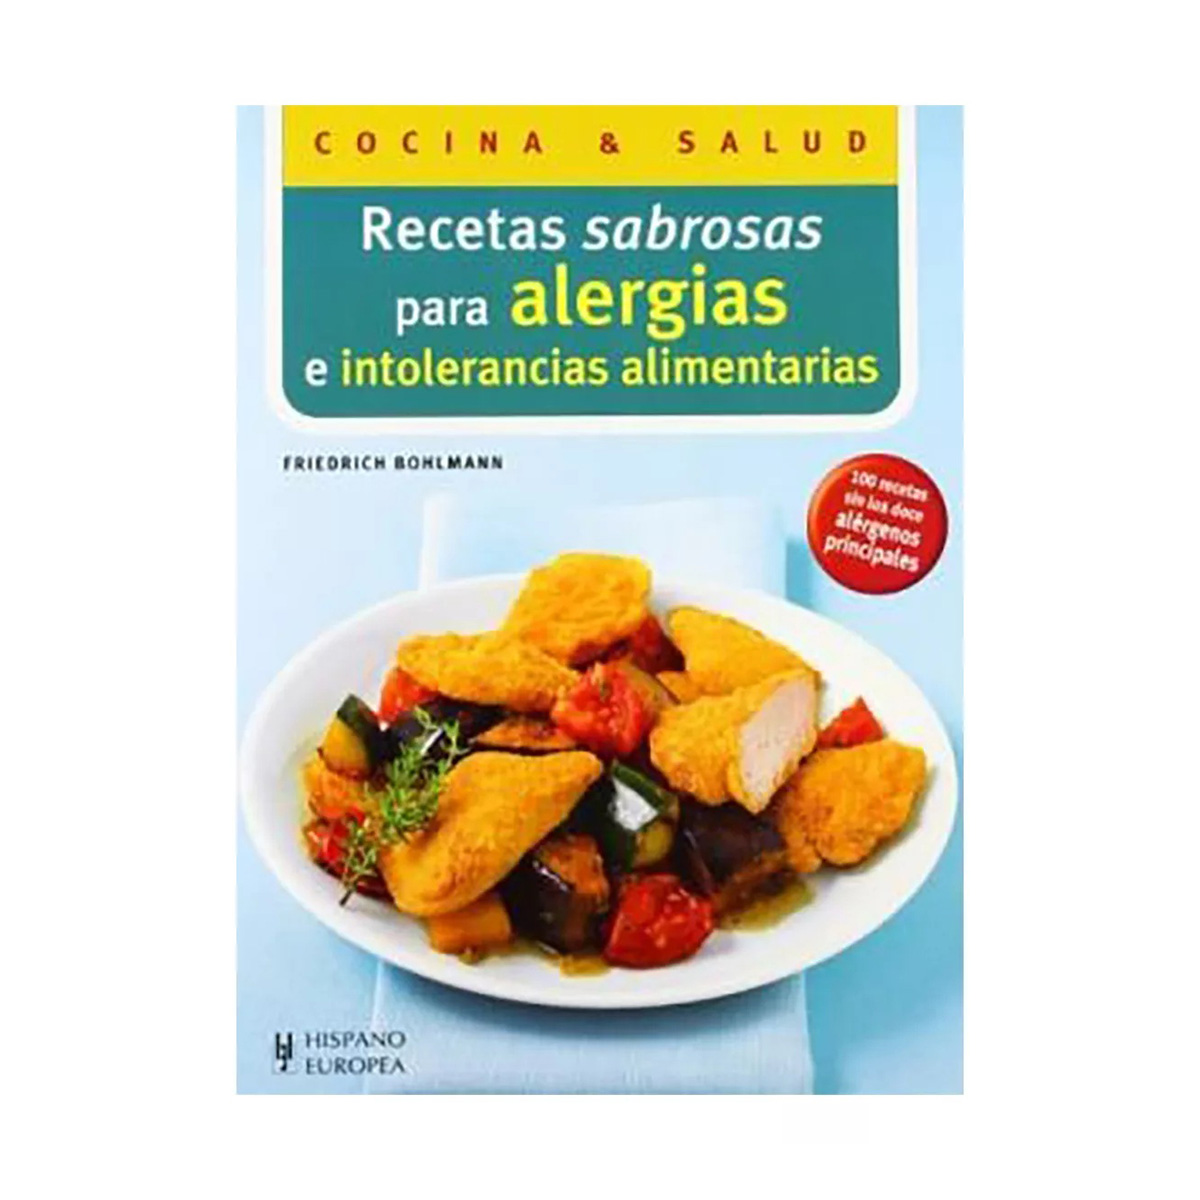 COCINA & SALUD
Recetas sabrosas
para alergias
e intolerancias alimentarias
FRIEDRICH BOHLMANN
100 recetas
sin los doce
alérgenos
principales
HISPANO
EUROPEA